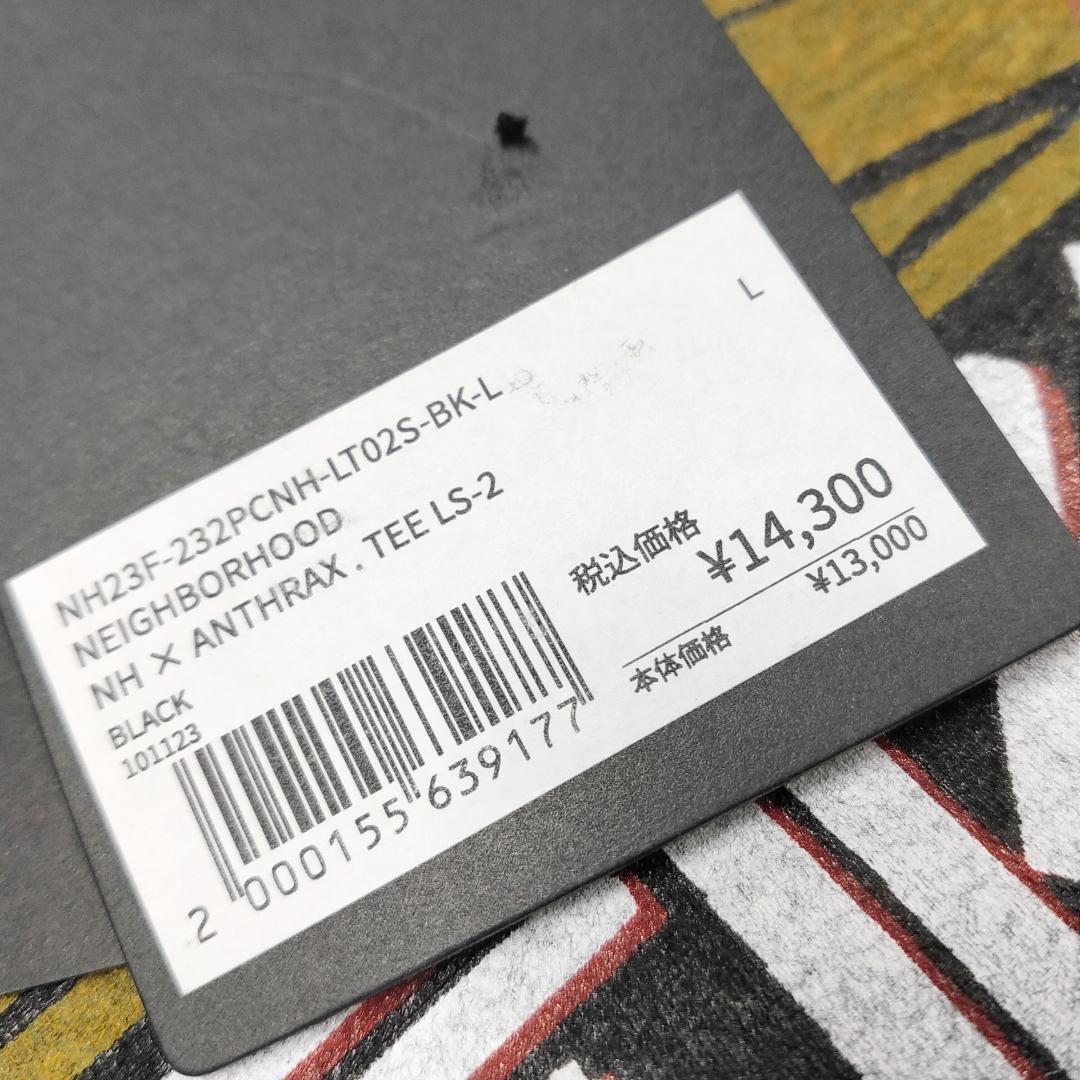 L
NH23F-232PCNH-LT02S-BK-L
NEIGHBORHOOD
NH × ANTHRAX . TEE LS-2
BLACK
101123
税込価格 ¥14,300
本体価格 ¥13,000
2 000155 639177